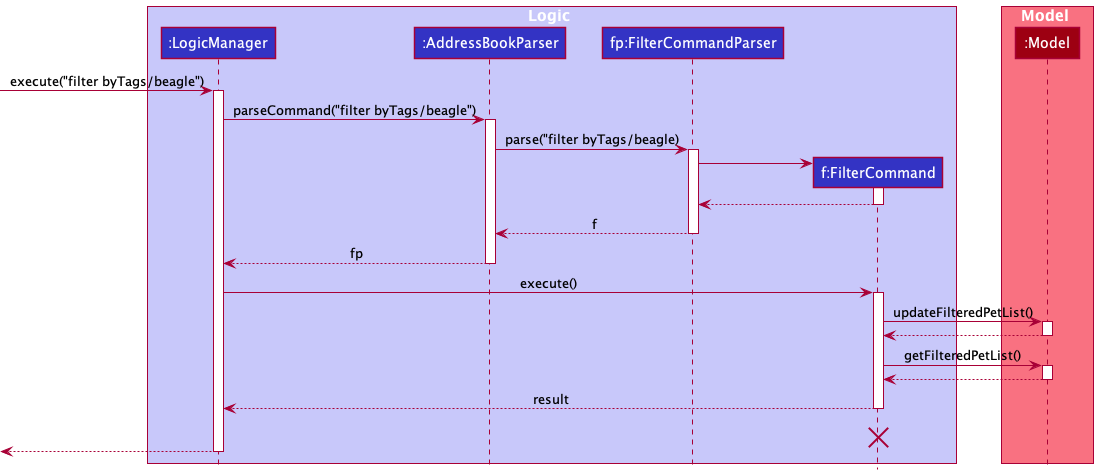 Logic
Model
:LogicManager
:AddressBookParser
fp:FilterCommandParser
:Model
execute("filter byTags/beagle")
parseCommand("filter byTags/beagle")
parse("filter byTags/beagle)
f:FilterCommand
f
fp
execute()
updateFilteredPetList()
getFilteredPetList()
result